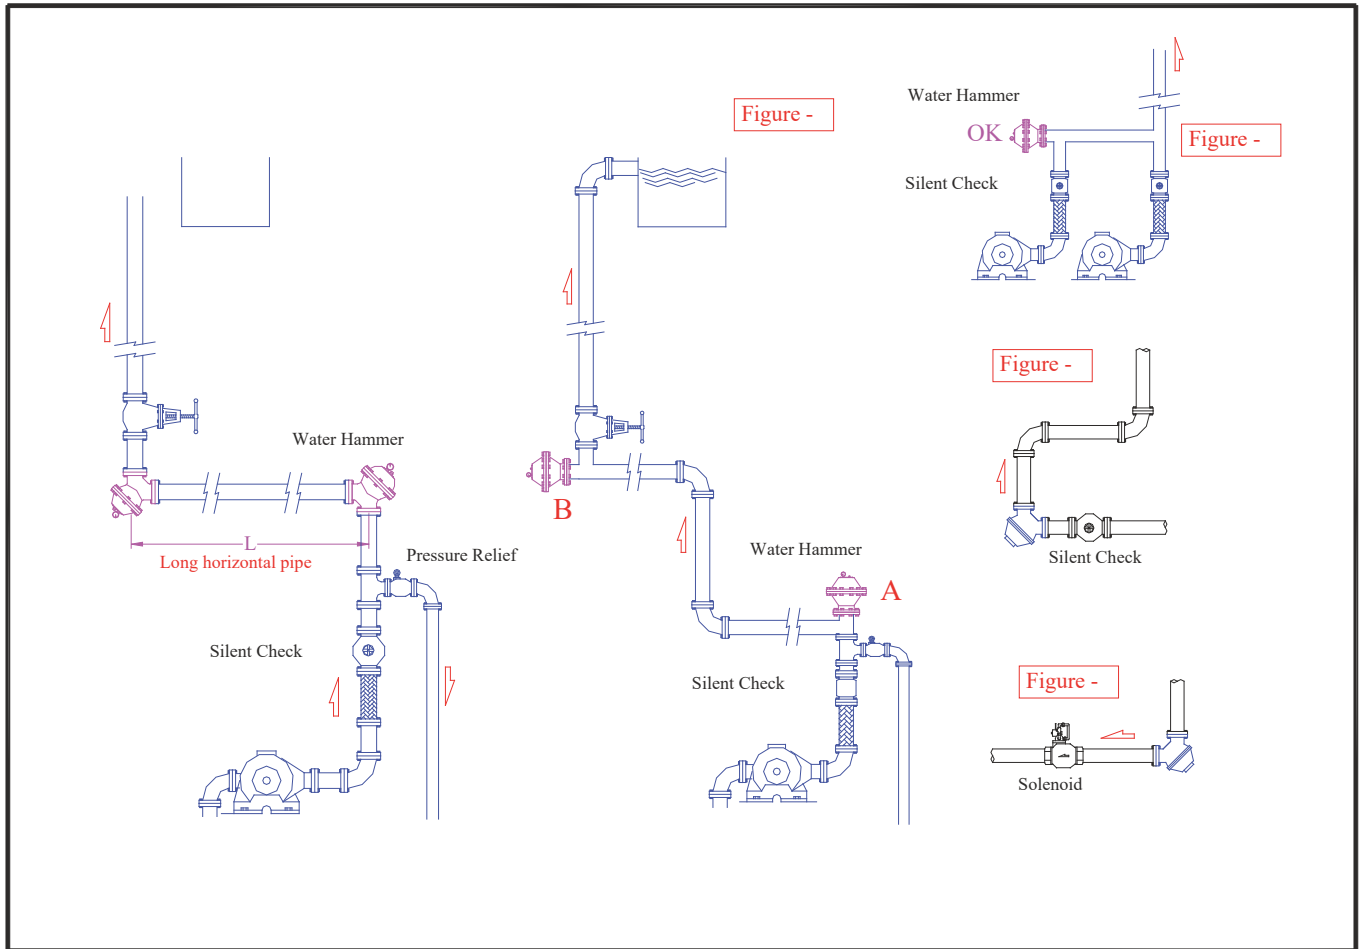 Water Hammer
L
Long horizontal pipe
Pressure Relief
Silent Check
Figure -
B
Water Hammer
A
Silent Check
Water Hammer
OK
Figure -
Silent Check
Figure -
Silent Check
Figure -
Solenoid